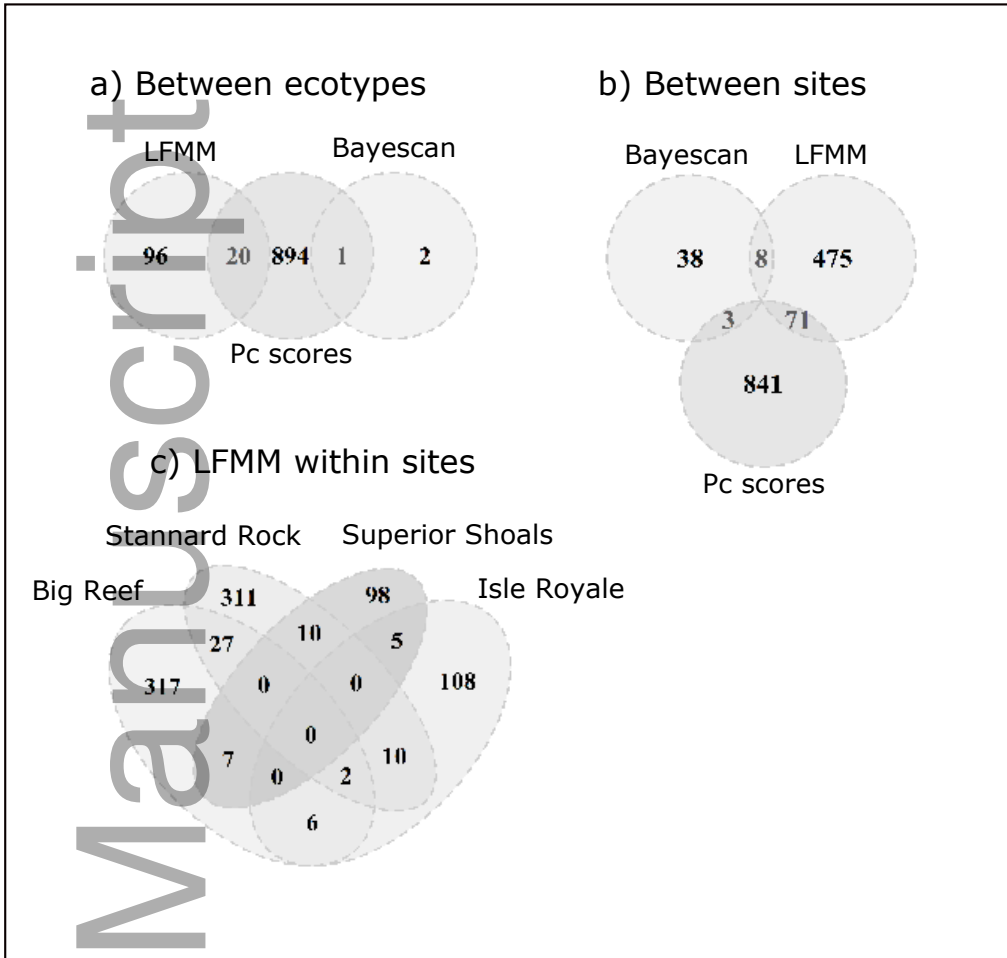 a) Between ecotypes
LFMM
Bayescan
96
20
894
1
2
Pc scores
b) Between sites
Bayescan
LFMM
38
8
475
3
71
841
Pc scores
c) LFMM within sites
Stannard Rock
Superior Shoals
Big Reef
Isle Royale
311
98
27
10
5
317
0
0
108
0
7
0
2
10
6
Manuscript